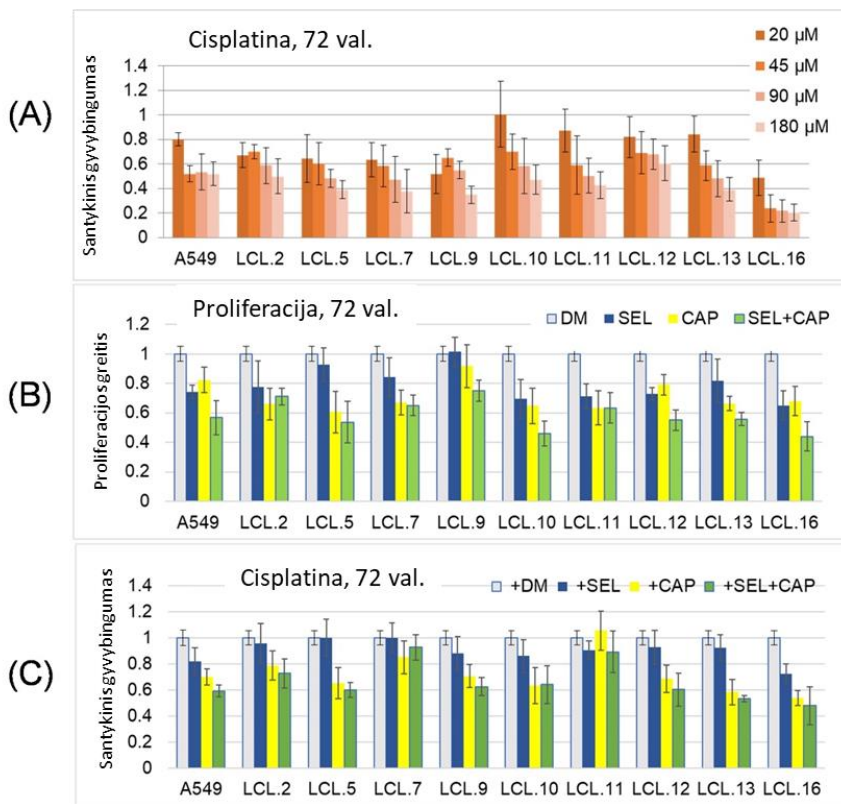 (A)
Cisplatina, 72 val.
20 µM
45 µM
90 µM
180 µM
Santykinis gyvybingumas
1.4
1.2
1
0.8
0.6
0.4
0.2
0
A549 LCL.2 LCL.5 LCL.7 LCL.9 LCL.10 LCL.11 LCL.12 LCL.13 LCL.16
(B)
Proliferacija, 72 val.
DM SEL CAP SEL+CAP
Proliferacijos greitis
1.2
1
0.8
0.6
0.4
0.2
0
A549 LCL.2 LCL.5 LCL.7 LCL.9 LCL.10 LCL.11 LCL.12 LCL.13 LCL.16
(C)
Cisplatina, 72 val.
+DM +SEL +CAP +SEL+CAP
Santykinis gyvybingumas
1.4
1.2
1
0.8
0.6
0.4
0.2
0
A549 LCL.2 LCL.5 LCL.7 LCL.9 LCL.10 LCL.11 LCL.12 LCL.13 LCL.16